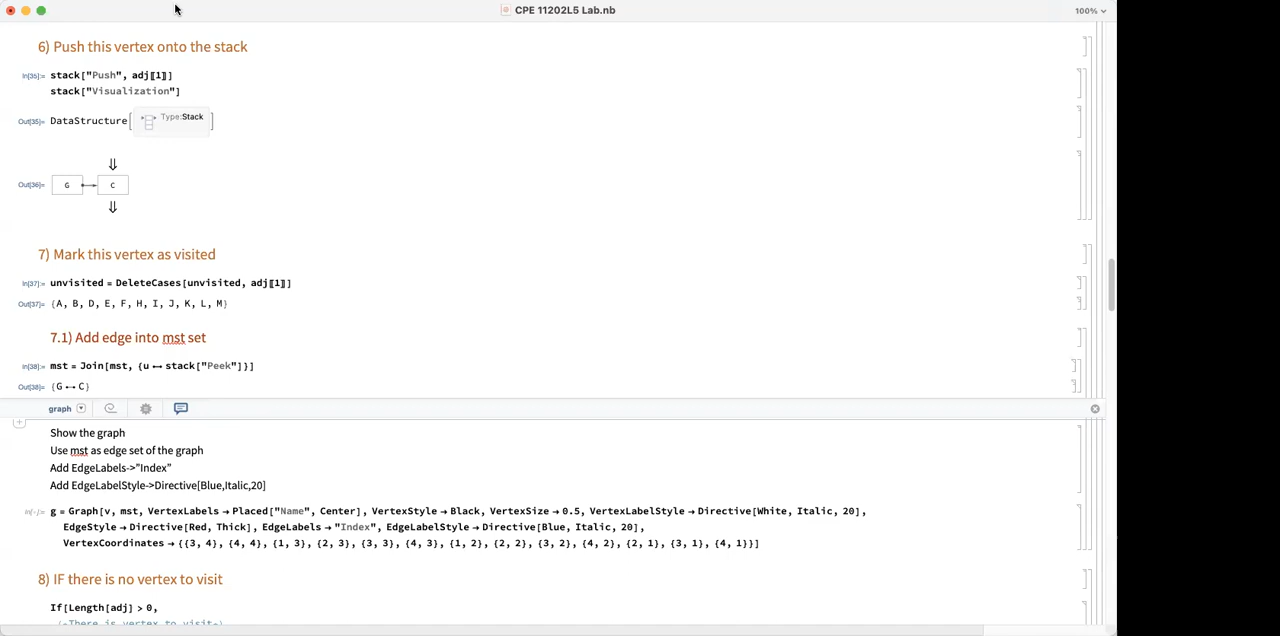 CPE 11202L5 Lab.nb
100%
6) Push this vertex onto the stack
In[35]:= stack["Push", adj〚1〛]
stack["Visualization"]
Out[35]= DataStructure[ Type:Stack ]
⇓
Out[36]= G C
⇓
7) Mark this vertex as visited
In[37]:= unvisited = DeleteCases[unvisited, adj〚1〛]
Out[37]= {A, B, D, E, F, H, I, J, K, L, M}
7.1) Add edge into mst set
In[38]:= mst = Join[mst, {u ⟷ stack["Peek"]}]
Out[38]= {G ⟷ C}
graph
Show the graph
Use mst as edge set of the graph
Add EdgeLabels->"Index"
Add EdgeLabelStyle->Directive[Blue,Italic,20]
In[·]:= g = Graph[v, mst, VertexLabels → Placed["Name", Center], VertexStyle → Black, VertexSize → 0.5, VertexLabelStyle → Directive[White, Italic, 20],
EdgeStyle → Directive[Red, Thick], EdgeLabels → "Index", EdgeLabelStyle → Directive[Blue, Italic, 20],
VertexCoordinates → {{3, 4}, {4, 4}, {1, 3}, {2, 3}, {3, 3}, {4, 3}, {1, 2}, {2, 2}, {3, 2}, {4, 2}, {2, 1}, {3, 1}, {4, 1}}]
8) IF there is no vertex to visit
If[Length[adj] > 0,
(*There is vertex to visit*)